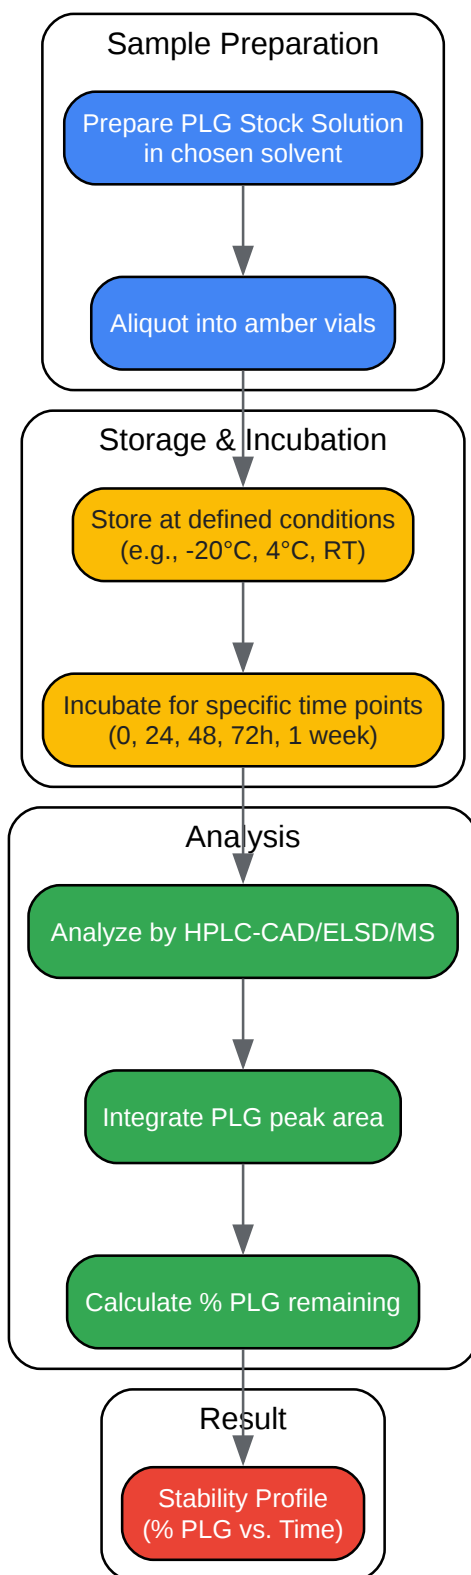 Sample Preparation
Prepare PLG Stock Solution
in chosen solvent
Aliquot into amber vials
Storage & Incubation
Store at defined conditions
(e.g., -20°C, 4°C, RT)
Incubate for specific time points
(0, 24, 48, 72h, 1 week)
Analysis
Analyze by HPLC-CAD/ELSD/MS
Integrate PLG peak area
Calculate % PLG remaining
Result
Stability Profile
(% PLG vs. Time)